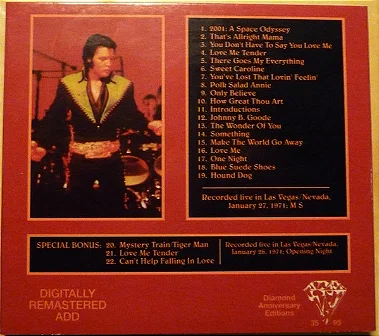 1. 2001: A Space Odyssey
2. That's Allright Mama
3. You Don't Have To Say You Love Me
4. Love Me Tender
5. There Goes My Everything
6. Sweet Caroline
7. You've Lost That Lovin' Feelin'
8. Polk Salad Annie
9. Only Believe
10. How Great Thou Art
11. Introductions
12. Johnny B. Goode
13. The Wonder Of You
14. Something
15. Make The World Go Away
16. Love Me
17. One Night
18. Blue Suede Shoes
19. Hound Dog
Recorded live in Las Vegas/Nevada,
January 27, 1971; M S
SPECIAL BONUS: 20. Mystery Train/Tiger Man
21. Love Me Tender
22. Can't Help Falling In Love
Recorded live in Las Vegas/Nevada,
January 26, 1971; Opening Night
DIGITALLY
REMASTERED
ADD
Diamond
Anniversary
Editions
35 95